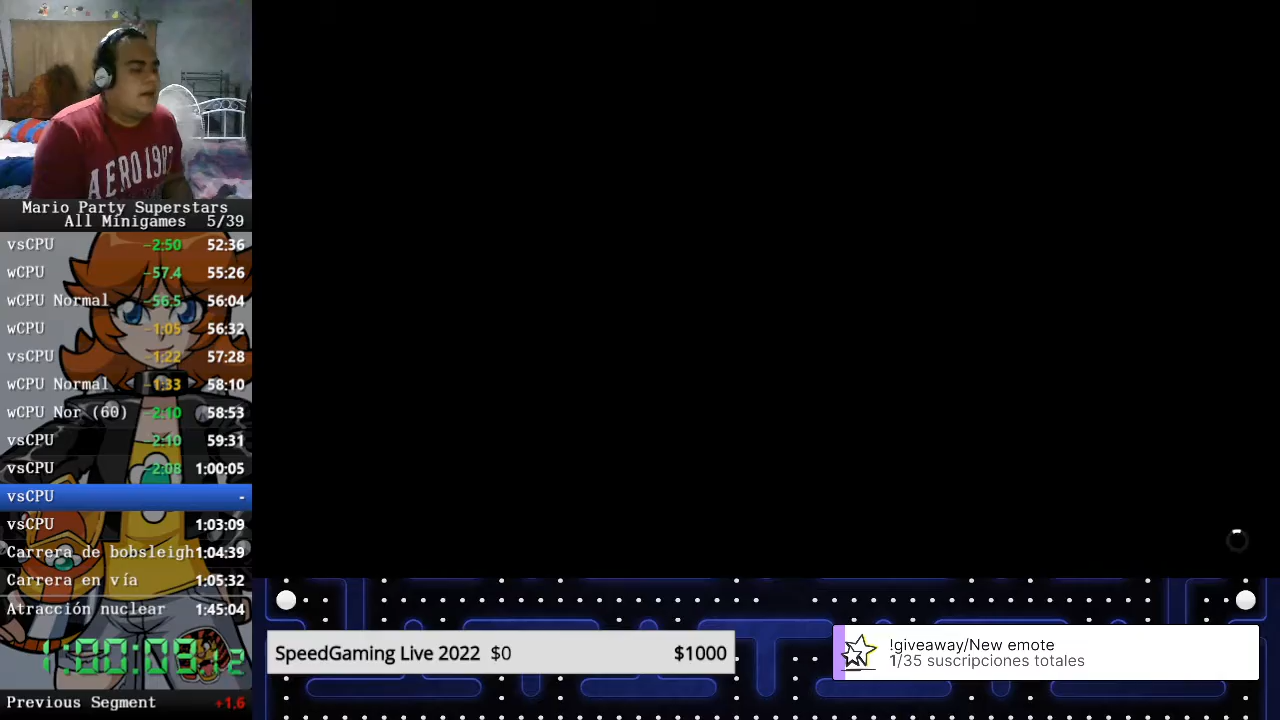 AERO 1987
Mario Party Superstars
All Minigames 5/39
vsCPU -2:50 52:36
wCPU -57.4 55:26
wCPU Normal -56.5 56:04
wCPU -1:05 56:32
vsCPU -1:22 57:28
wCPU Normal -1:33 58:10
wCPU Nor (60) -2:10 58:53
vsCPU -2:10 59:31
vsCPU -2:08 1:00:05
vsCPU -
vsCPU 1:03:09
Carrera de bobsleigh 1:04:39
Carrera en vía 1:05:32
Atracción nuclear 1:45:04
Previous Segment +1.6
SpeedGaming Live 2022 $0 $1000
!giveaway/New emote
1/35 suscripciones totales